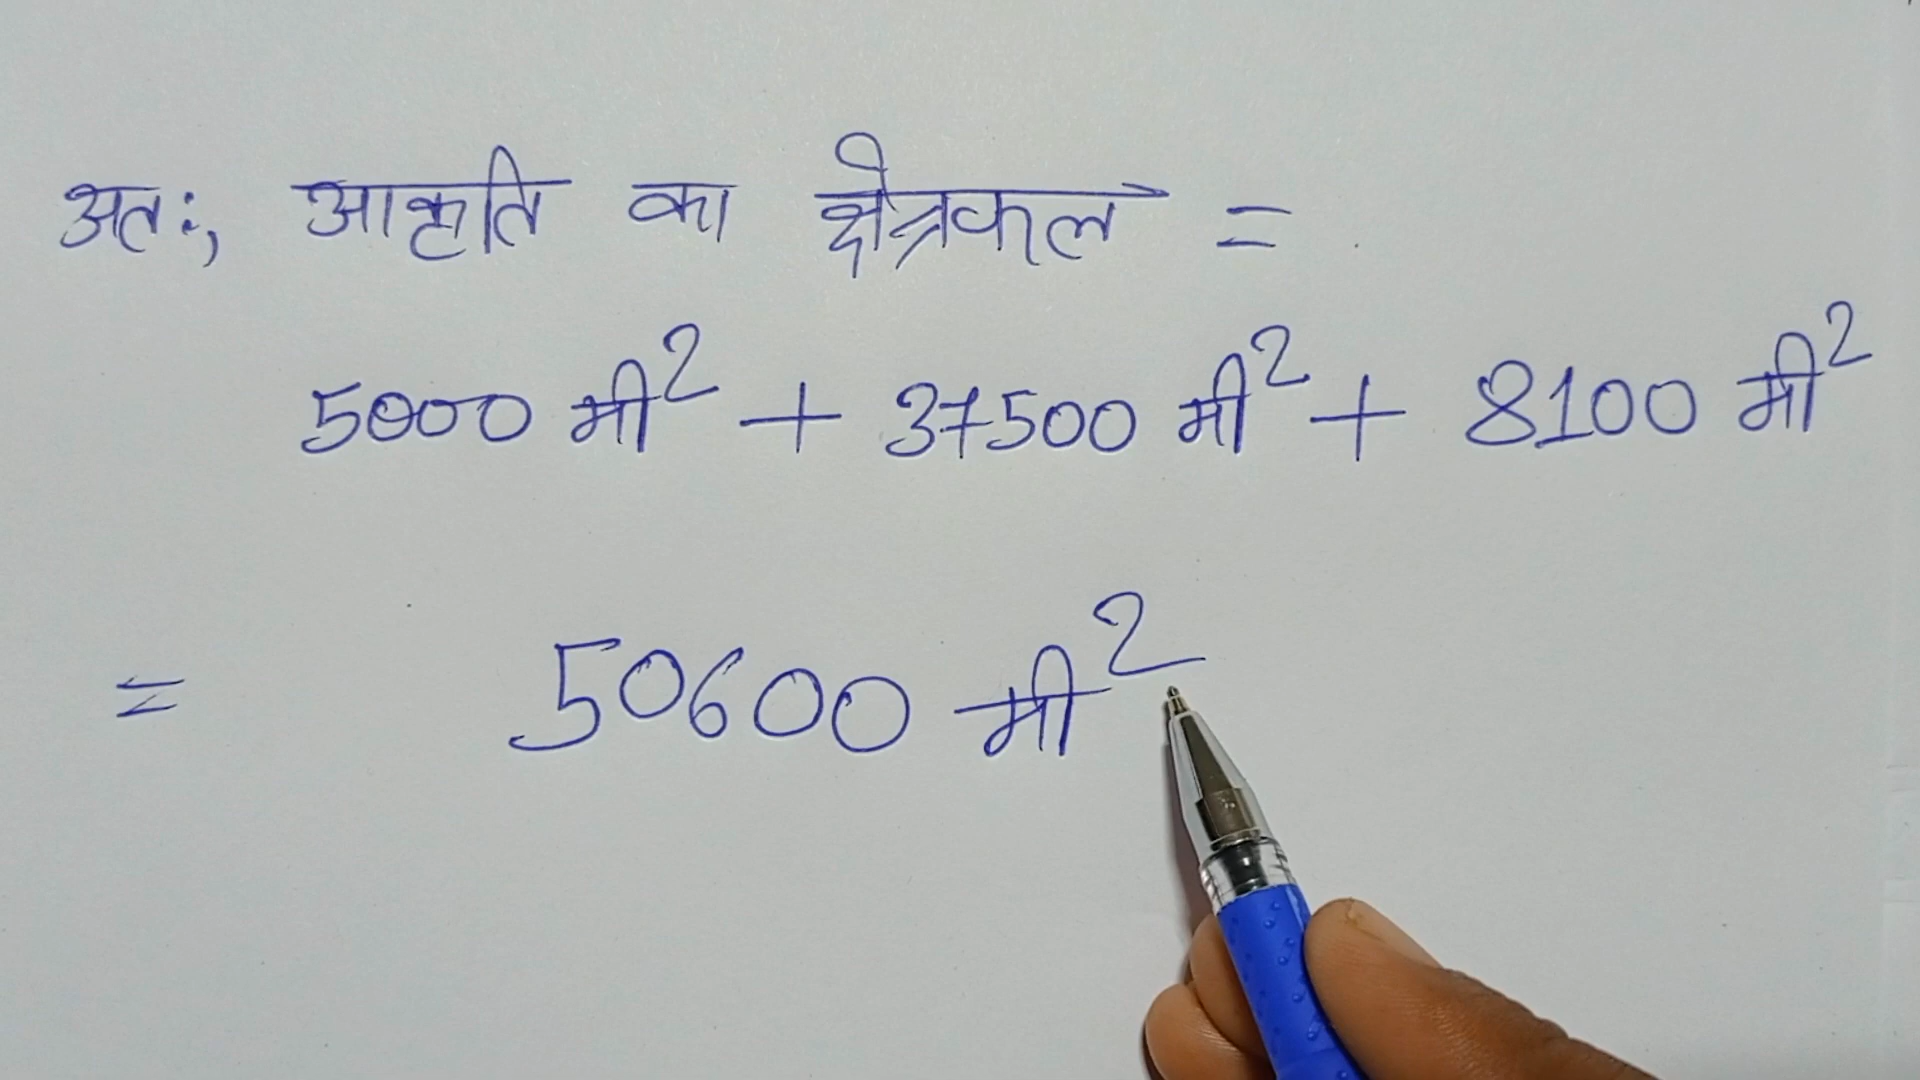 अतः, आकृति का क्षेत्रफल =
5000 मी² + 37500 मी² + 8100 मी²
= 50600 मी²